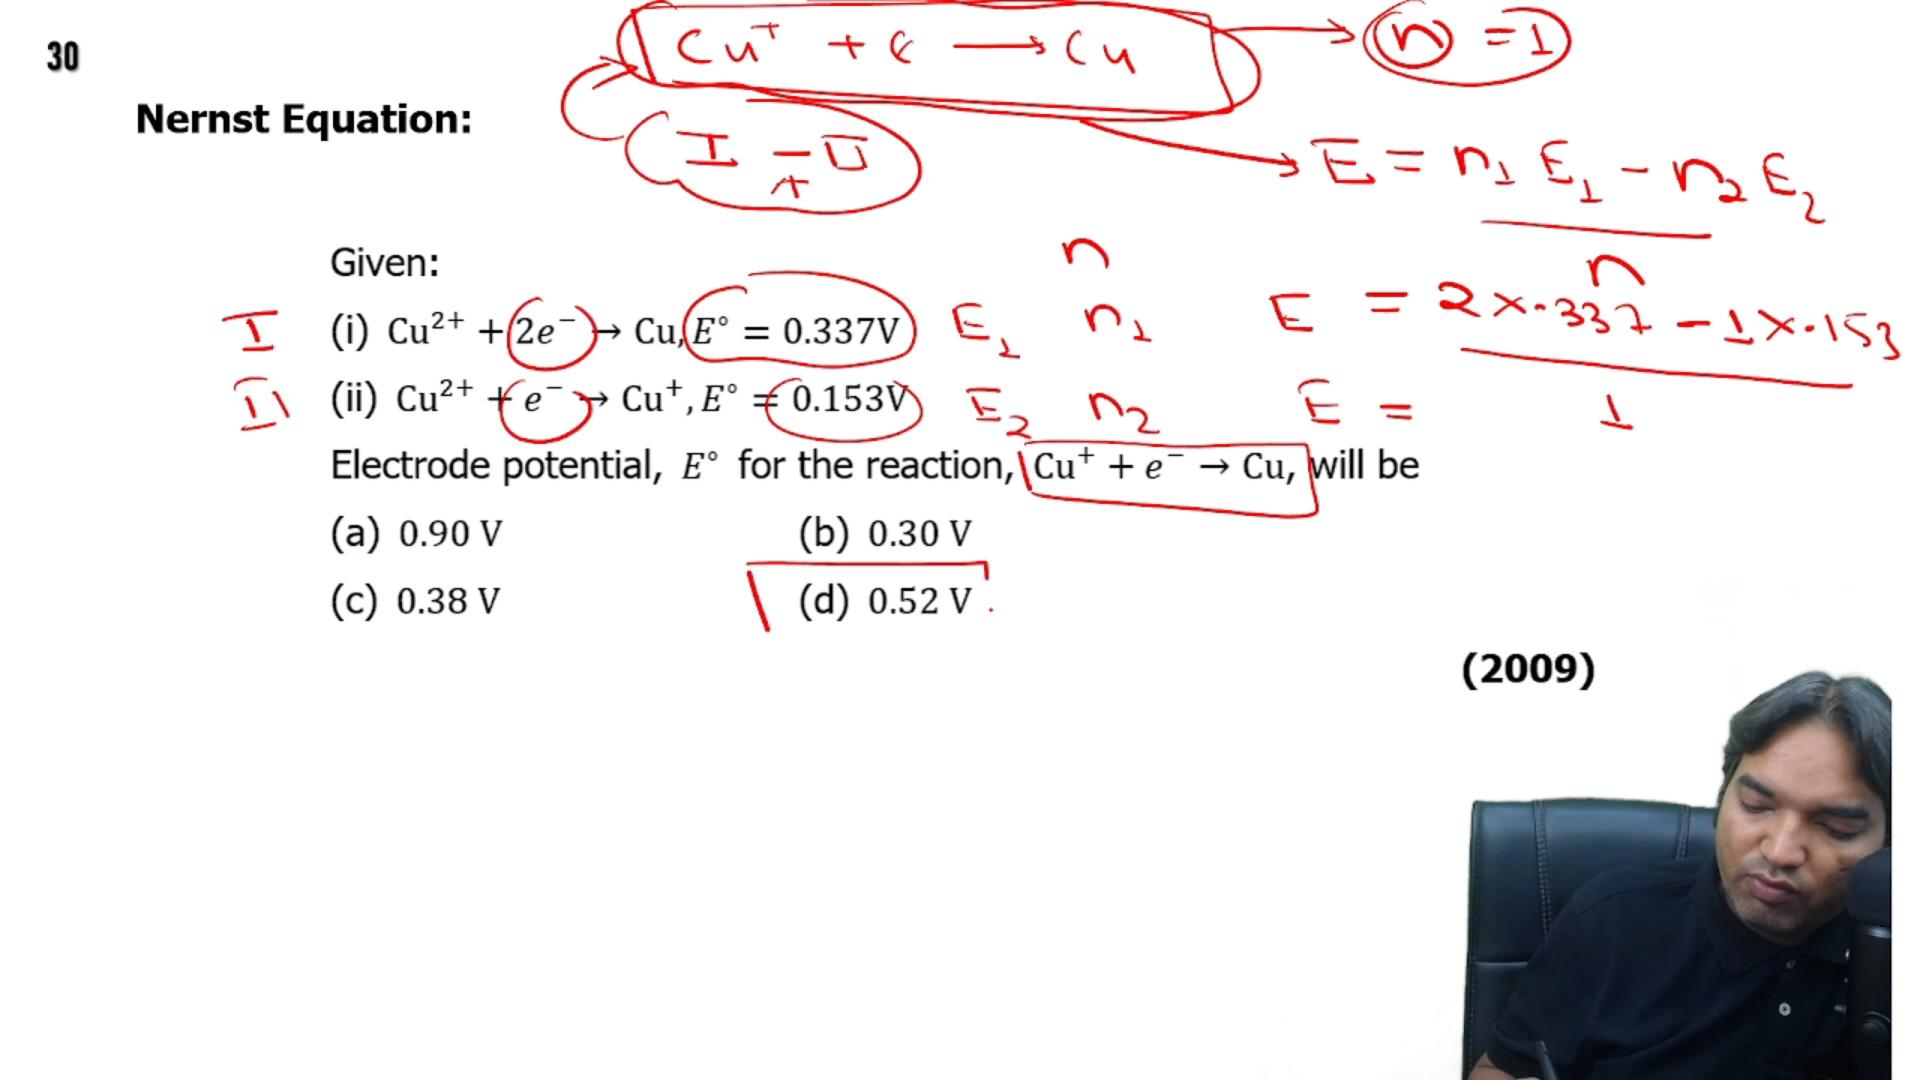 30
Cu⁺ + e ⟶ Cu
n = 1
Nernst Equation:
I − II
E = n₁E₁ − n₂E₂
n
n
Given:
I (i) Cu²⁺ + 2e⁻ → Cu, E° = 0.337V E₁ n₁
E = 2×.337 − 1×.153
1
II (ii) Cu²⁺ + e⁻ → Cu⁺, E° = 0.153V E₂ n₂
E =
Electrode potential, E° for the reaction, Cu⁺ + e⁻ → Cu, will be
(a) 0.90 V (b) 0.30 V
(c) 0.38 V (d) 0.52 V
(2009)